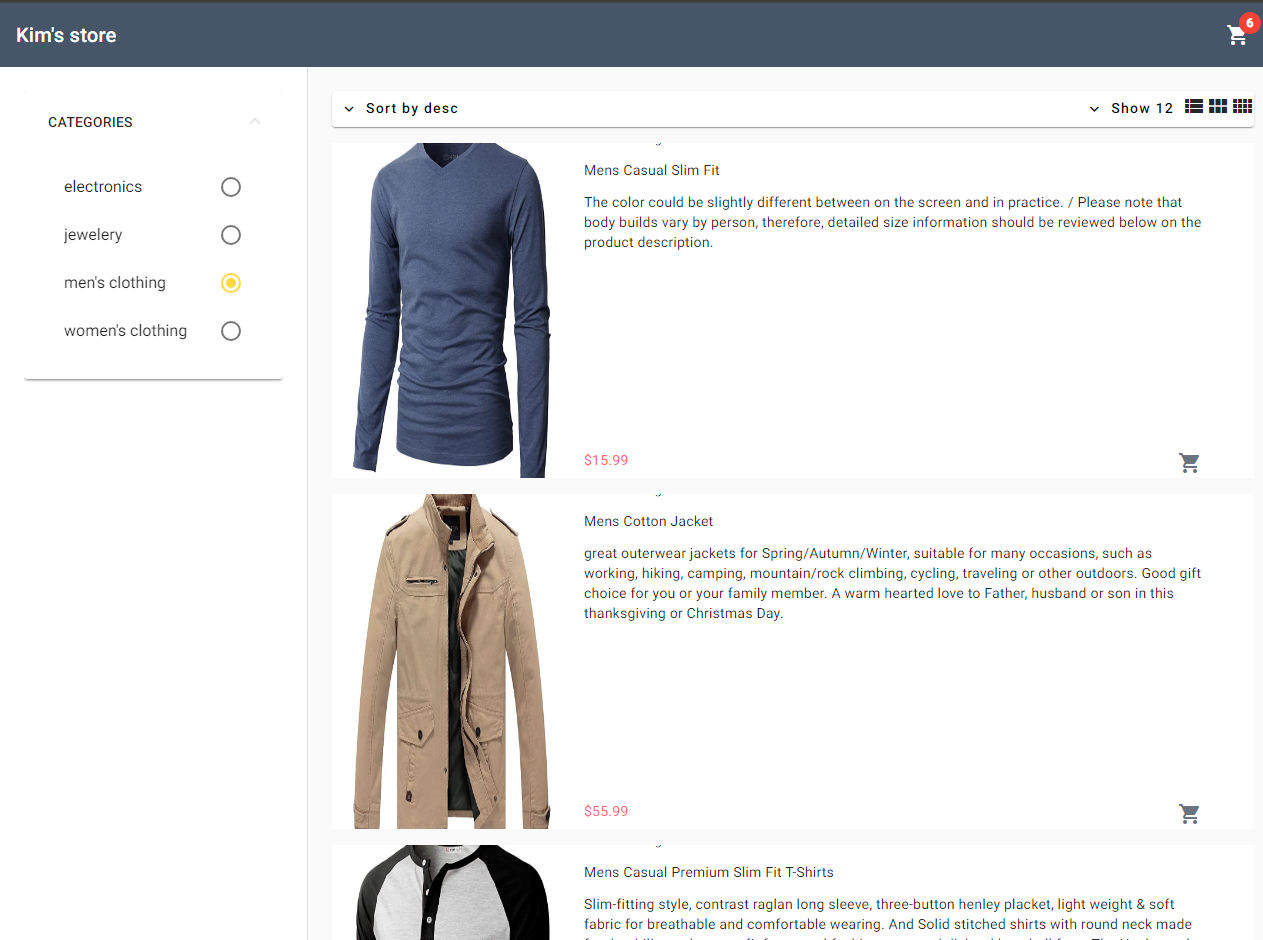 Kim's store
6
CATEGORIES
electronics
jewelery
men's clothing
women's clothing
Sort by desc
Show 12
Mens Casual Slim Fit
The color could be slightly different between on the screen and in practice. / Please note that
body builds vary by person, therefore, detailed size information should be reviewed below on the
product description.
$15.99
Mens Cotton Jacket
great outerwear jackets for Spring/Autumn/Winter, suitable for many occasions, such as
working, hiking, camping, mountain/rock climbing, cycling, traveling or other outdoors. Good gift
choice for you or your family member. A warm hearted love to Father, husband or son in this
thanksgiving or Christmas Day.
$55.99
Mens Casual Premium Slim Fit T-Shirts
Slim-fitting style, contrast raglan long sleeve, three-button henley placket, light weight & soft
fabric for breathable and comfortable wearing. And Solid stitched shirts with round neck made